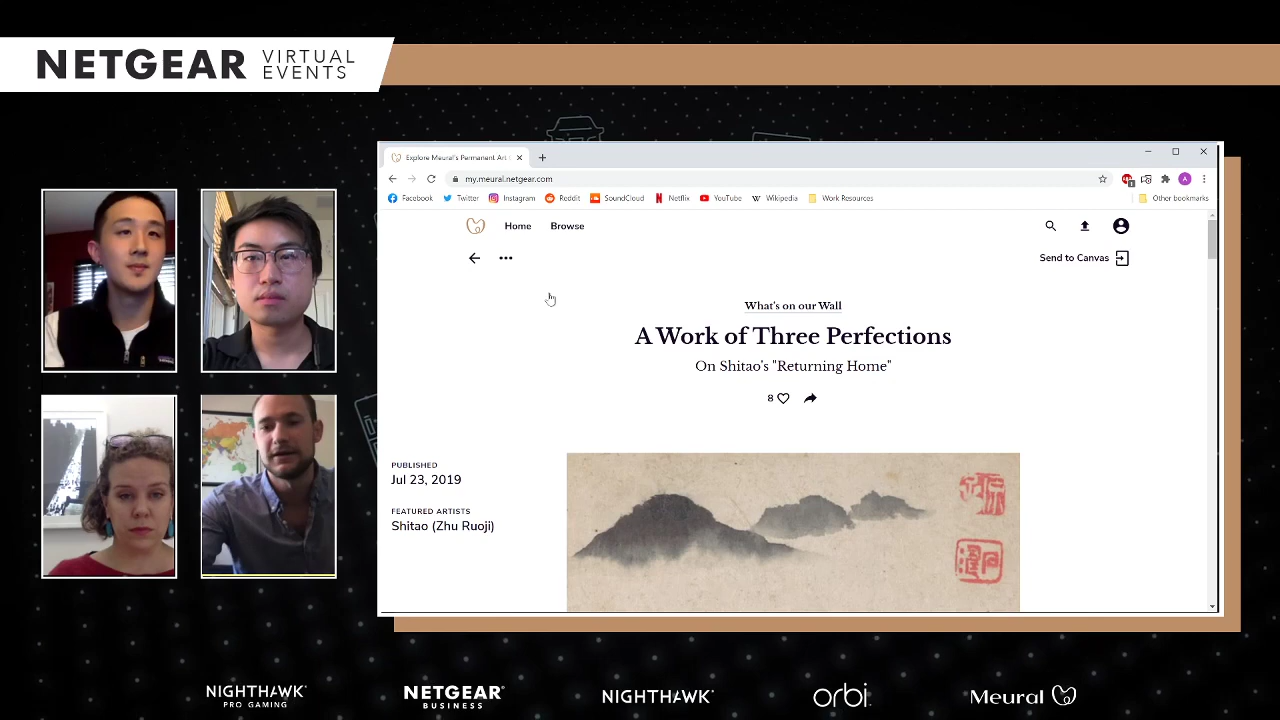 NETGEAR VIRTUAL EVENTS
Explore Meural's Permanent Art
my.meural.netgear.com
Facebook Twitter Instagram Reddit SoundCloud Netflix YouTube Wikipedia Work Resources Other bookmarks
Home Browse
Send to Canvas
What's on our Wall
A Work of Three Perfections
On Shitao's "Returning Home"
8
PUBLISHED
Jul 23, 2019
FEATURED ARTISTS
Shitao (Zhu Ruoji)
NIGHTHAWK PRO GAMING
NETGEAR BUSINESS
NIGHTHAWK
orbi
Meural